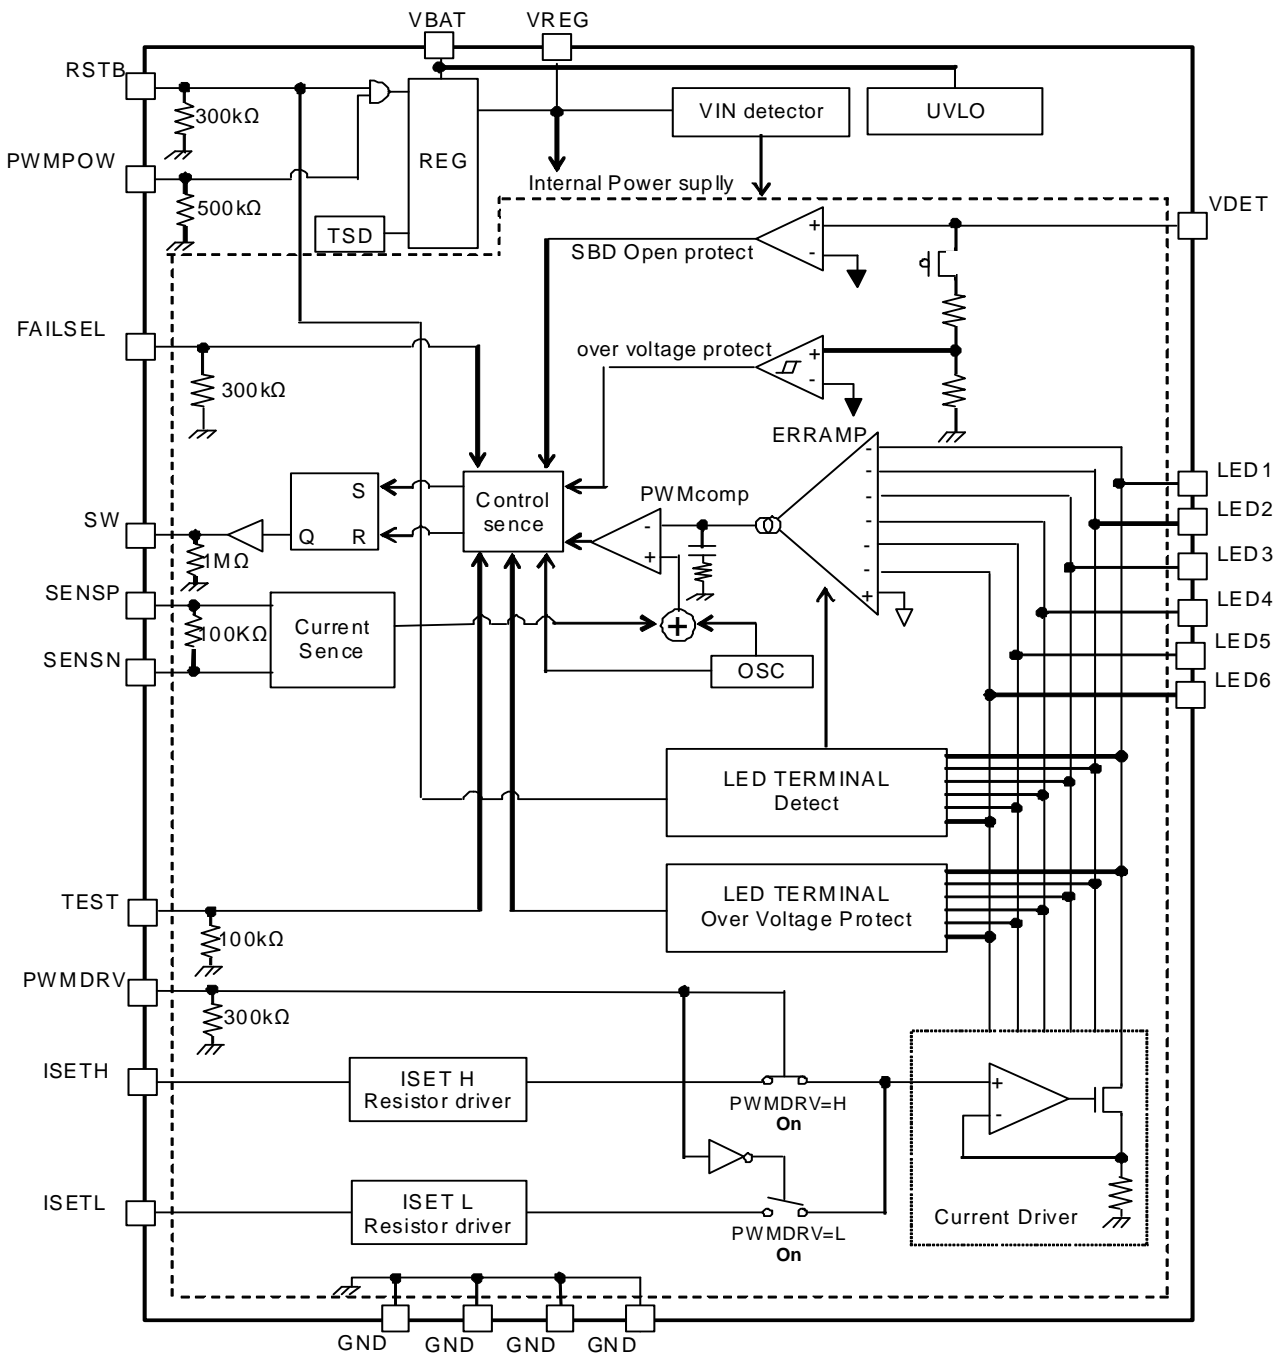 VBAT
VREG
RSTB
300kΩ
VIN detector
UVLO
PWMPOW
REG
500kΩ
Internal Power suplly
VDET
TSD
+
-
SBD Open protect
FAILSEL
over voltage protect
+
-
300kΩ
ERRAMP
-
-
-
-
-
-
+
LED1
LED2
LED3
LED4
LED5
LED6
S
Q
R
Control
sence
PWMcomp
-
+
SW
1MΩ
SENSP
100KΩ
SENSN
Current
Sence
+
OSC
LED TERMINAL
Detect
LED TERMINAL
Over Voltage Protect
TEST
100kΩ
PWMDRV
300kΩ
ISETH
ISET H
Resistor driver
PWMDRV=H
On
+
-
ISETL
ISET L
Resistor driver
PWMDRV=L
On
Current Driver
GND
GND
GND
GND